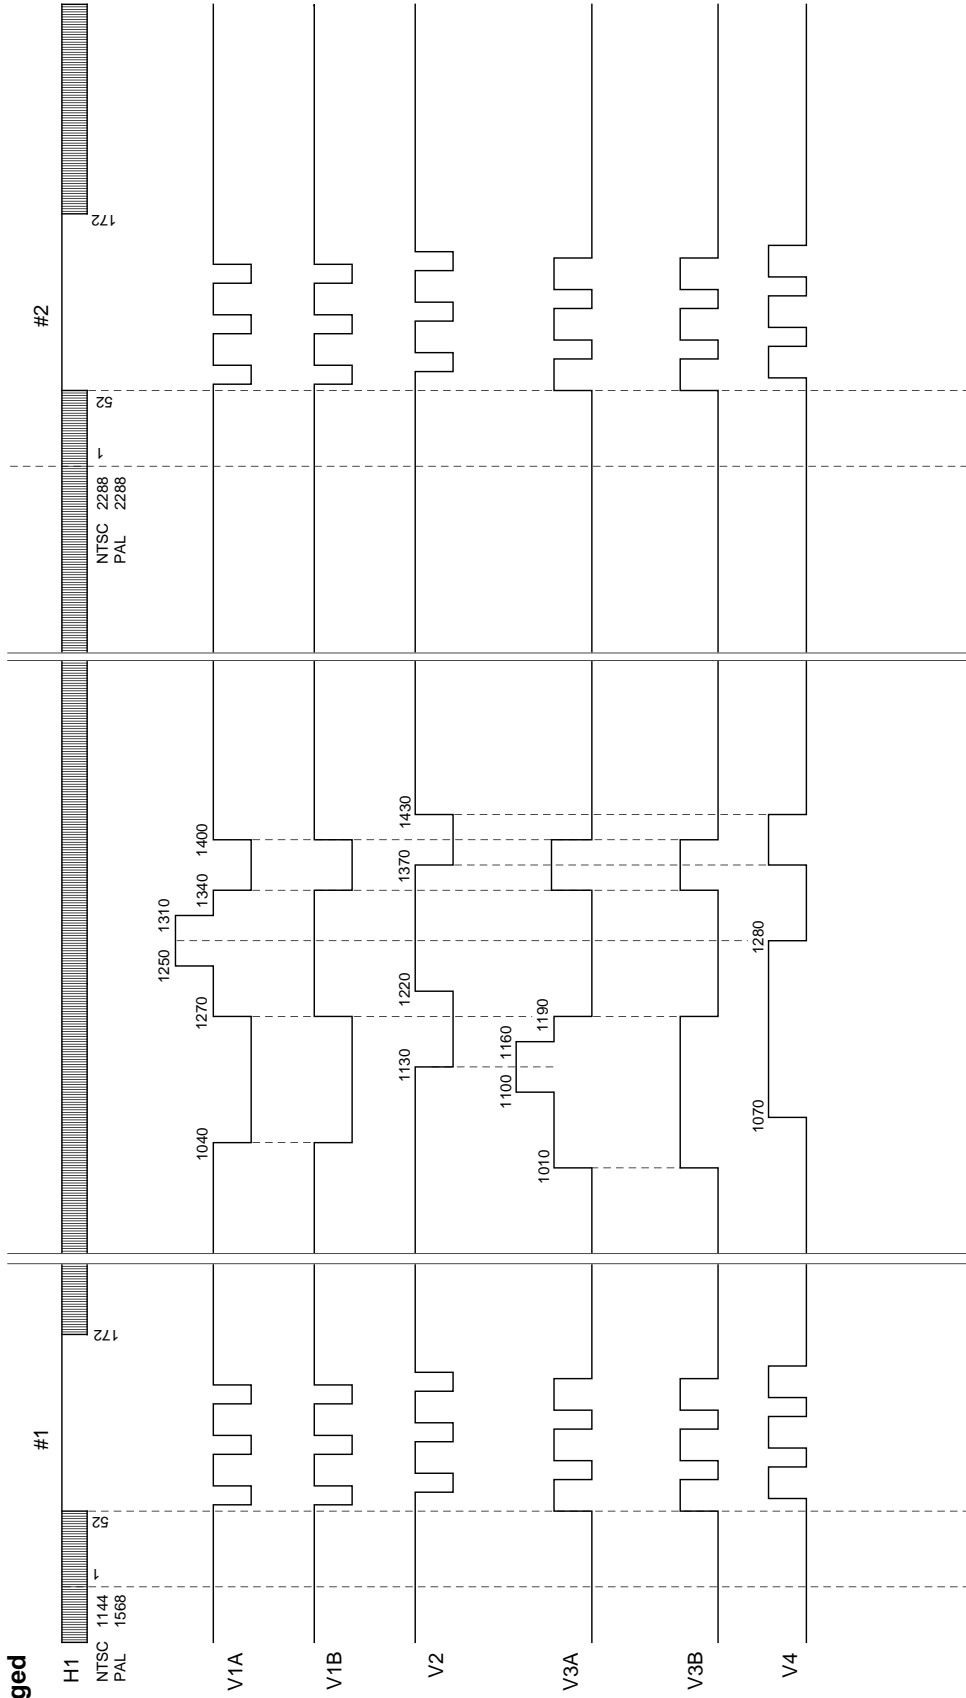 ged
#1 #2
H1
NTSC 1144 1 52 172 NTSC 2288 1 52 172
PAL 1568 PAL 2288
1250 1310
1040 1270 1340 1400
V1A
V1B
1130 1220 1370 1430
V2
1100 1160
1010 1190
V3A
V3B
1070 1280
V4